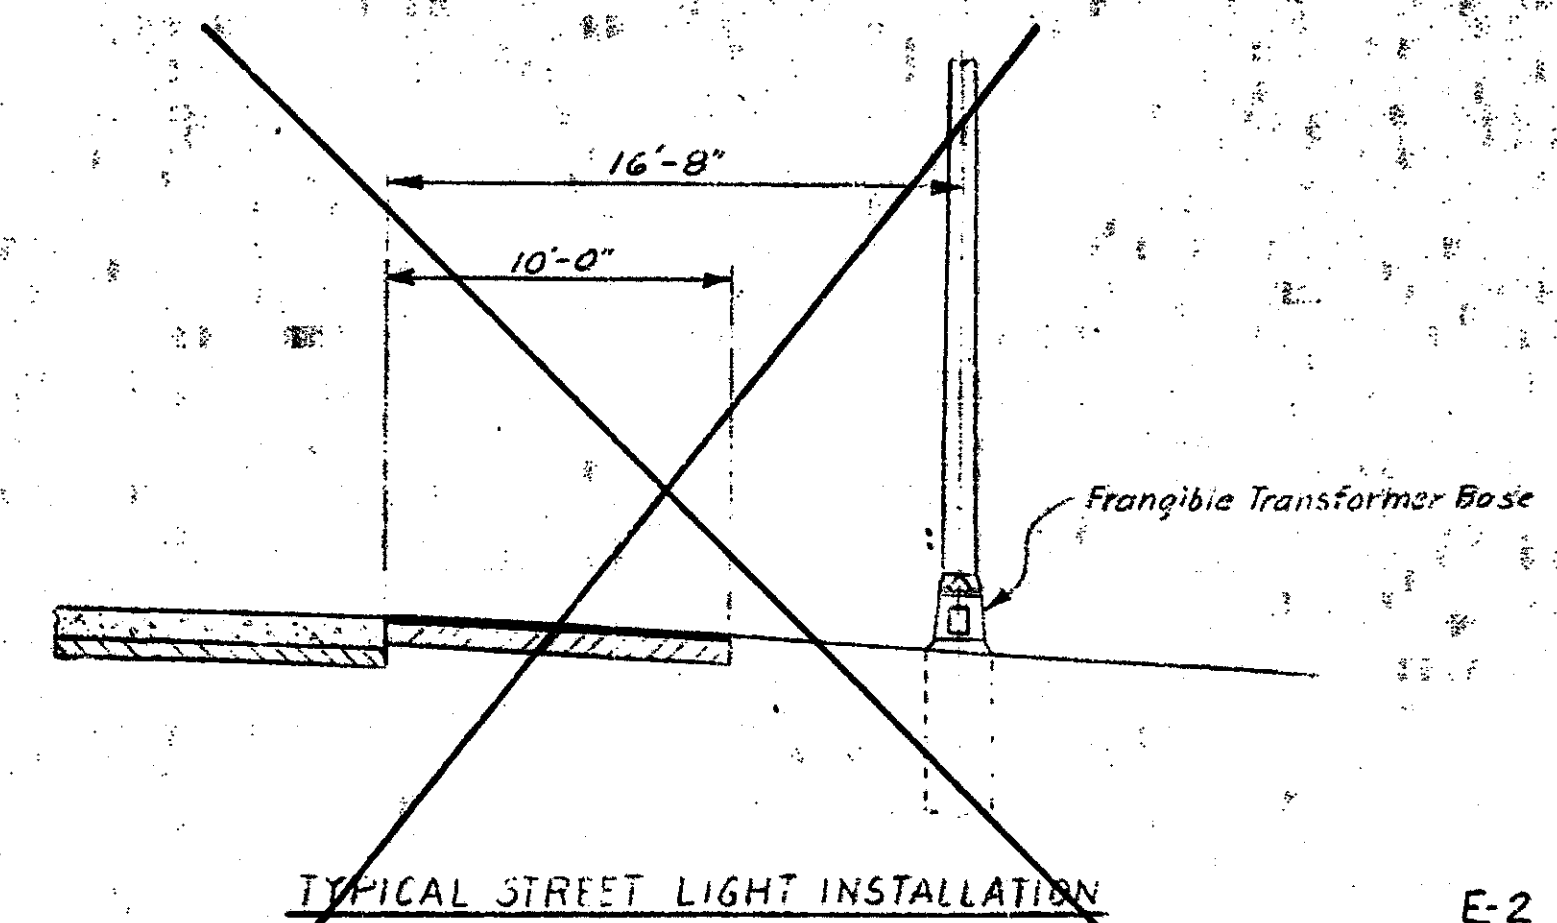 16'-8"
10'-0"
Frangible Transformer Base
TYPICAL STREET LIGHT INSTALLATION
E-2